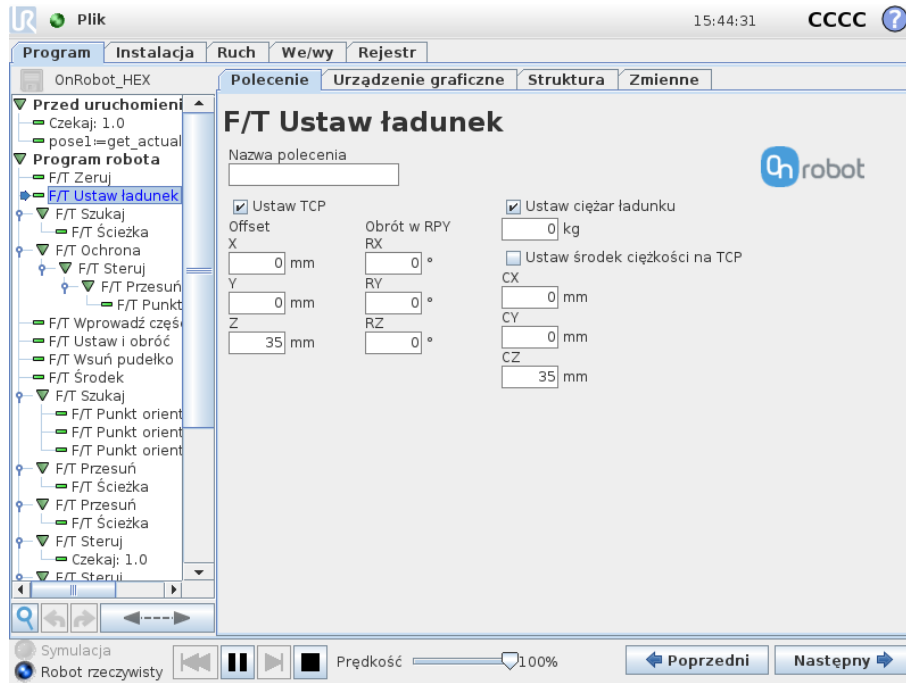 Plik
15:44:31
CCCC
?
Program Instalacja Ruch We/wy Rejestr
OnRobot_HEX
Polecenie Urządzenie graficzne Struktura Zmienne
Przed uruchomieni
Czekaj: 1.0
pose1≔get_actual
Program robota
F/T Zeruj
F/T Ustaw ładunek
F/T Szukaj
F/T Ścieżka
F/T Ochrona
F/T Steruj
F/T Przesuń
F/T Punkt
F/T Wprowadź częś
F/T Ustaw i obróć
F/T Wsuń pudełko
F/T Środek
F/T Szukaj
F/T Punkt orient
F/T Punkt orient
F/T Punkt orient
F/T Przesuń
F/T Ścieżka
F/T Przesuń
F/T Ścieżka
F/T Steruj
Czekaj: 1.0
F/T Steruj
F/T Ustaw ładunek
Nazwa polecenia
On robot
Ustaw TCP
Offset Obrót w RPY
X RX
0 mm 0 °
Y RY
0 mm 0 °
Z RZ
35 mm 0 °
Ustaw ciężar ładunku
0 kg
Ustaw środek ciężkości na TCP
CX
0 mm
CY
0 mm
CZ
35 mm
Symulacja
Robot rzeczywisty
Prędkość 100%
Poprzedni Następny